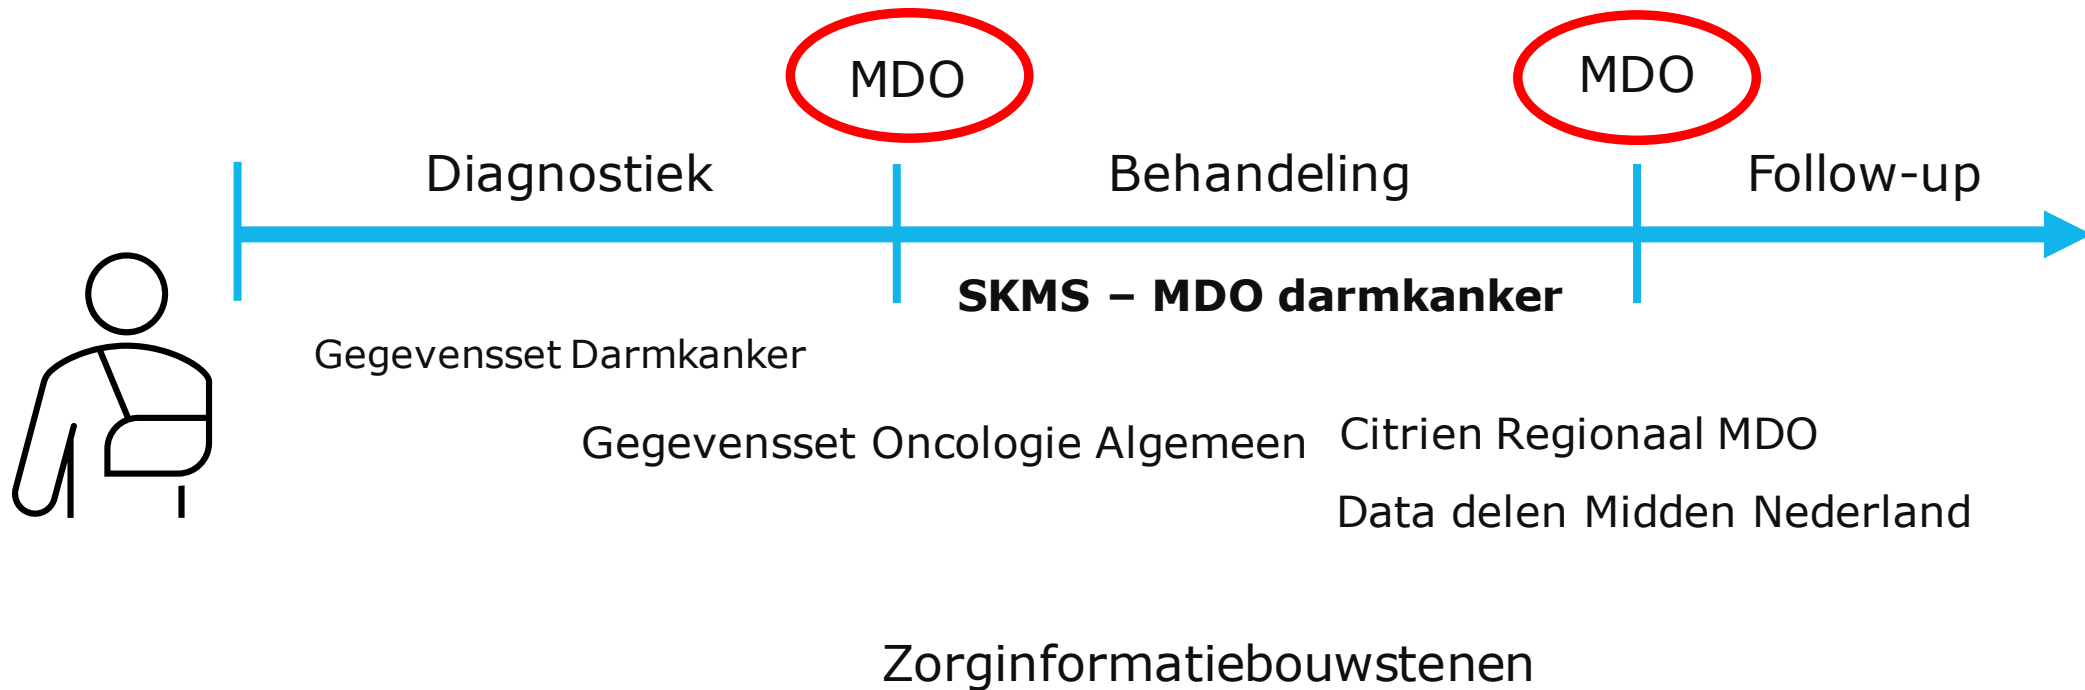 MDO
MDO
Diagnostiek
Behandeling
Follow-up
SKMS – MDO darmkanker
Gegevensset Darmkanker
Gegevensset Oncologie Algemeen
Citrien Regionaal MDO
Data delen Midden Nederland
Zorginformatiebouwstenen